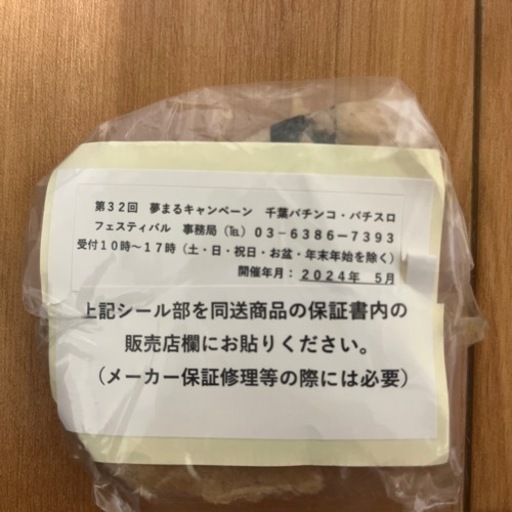 第32回 夢まるキャンペーン 千葉パチンコ・パチスロ
フェスティバル 事務局(℡)03-6386-7393
受付10時~17時(土・日・祝日・お盆・年末年始を除く)
開催年月:2024年 5月
上記シール部を同送商品の保証書内の
販売店欄にお貼りください。
(メーカー保証修理等の際には必要)